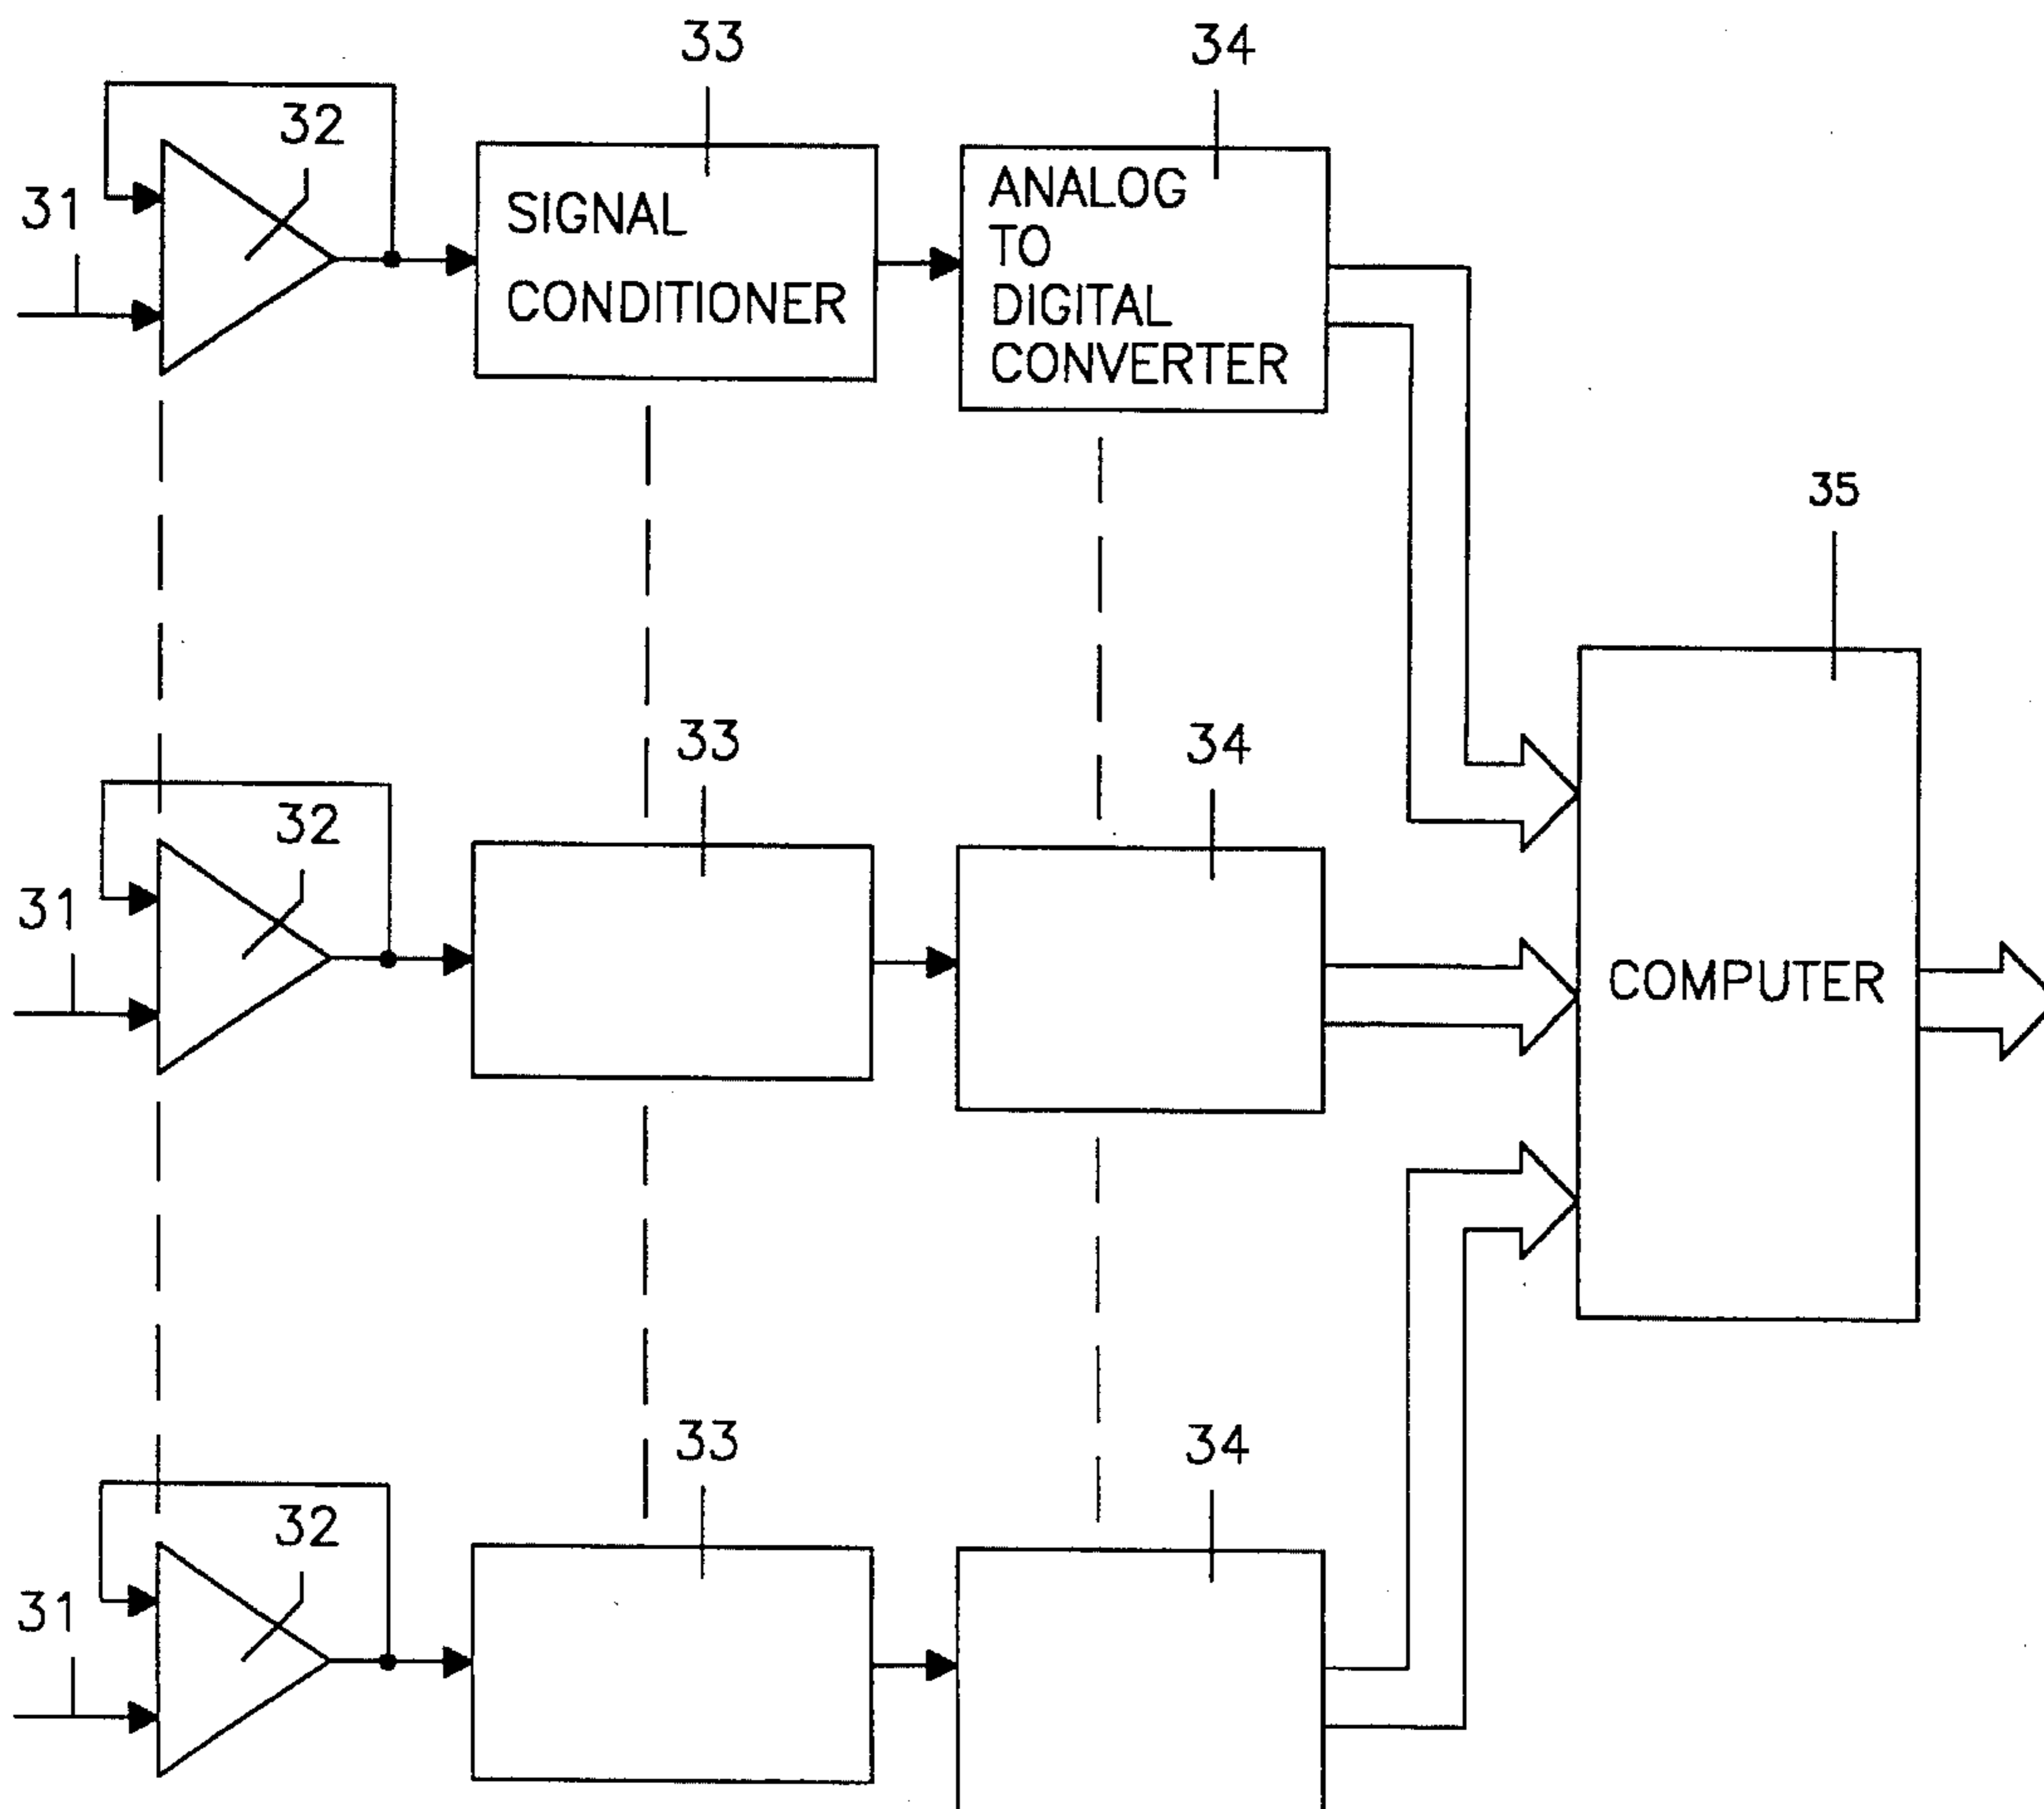 33
34
32
31
SIGNAL
CONDITIONER
ANALOG
TO
DIGITAL
CONVERTER
35
33
34
32
31
COMPUTER
33
34
32
31